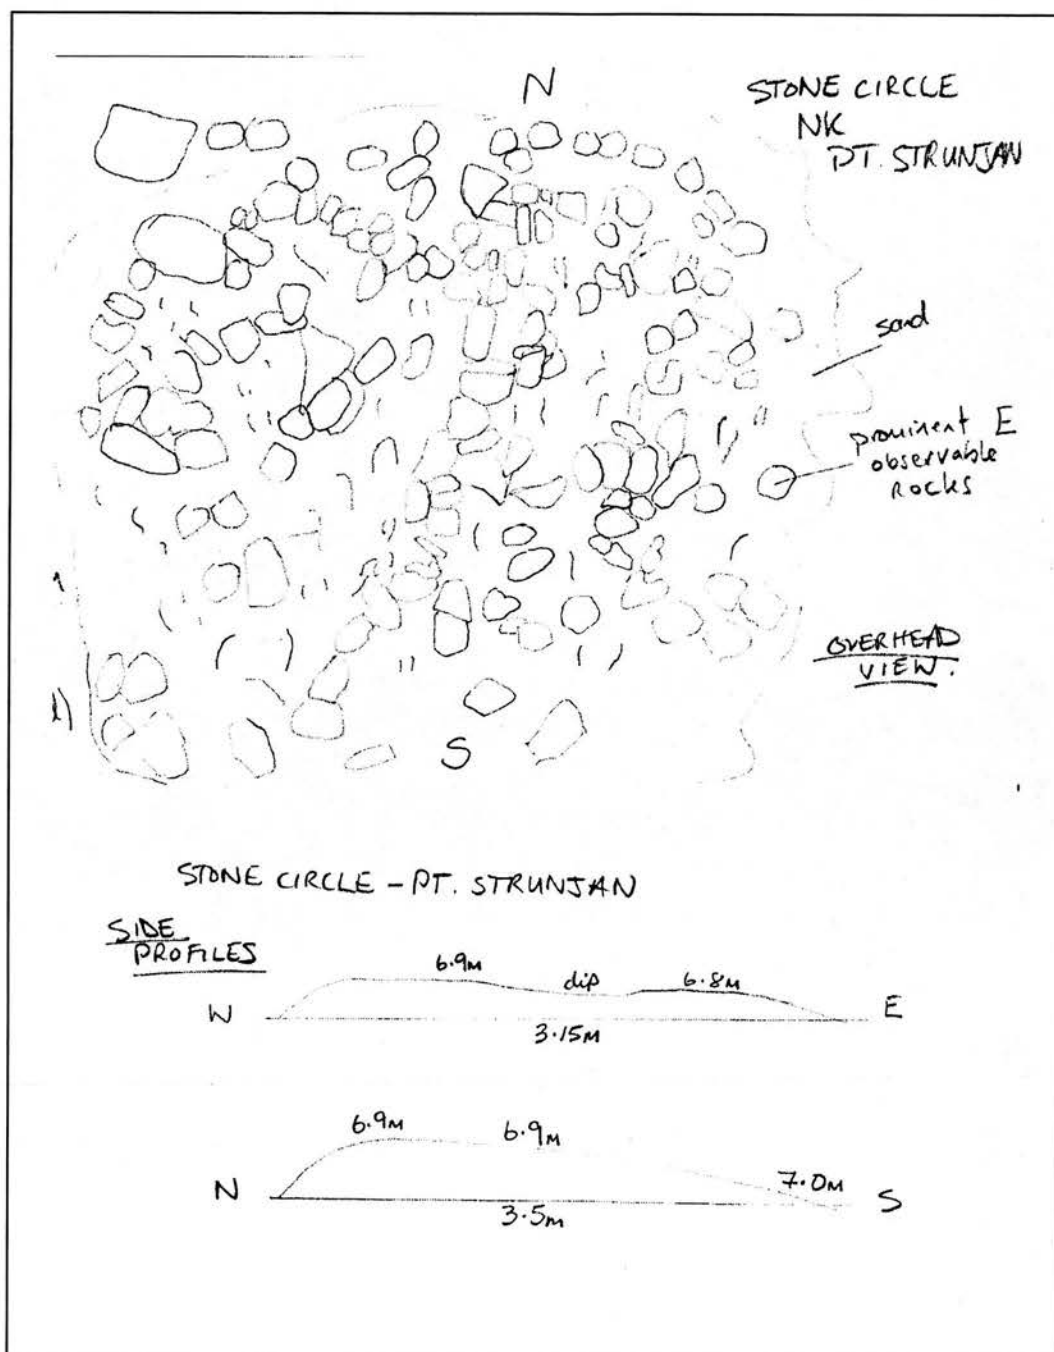 N
STONE CIRCLE
NK
PT. STRUNJAN
sand
prominent E
observable
ROCKS
OVERHEAD
VIEW.
S
STONE CIRCLE - PT. STRUNJAN
SIDE
PROFILES
6.9M dip 6.8M
W E
3.15M
6.9M 6.9M
7.0M
N S
3.5m